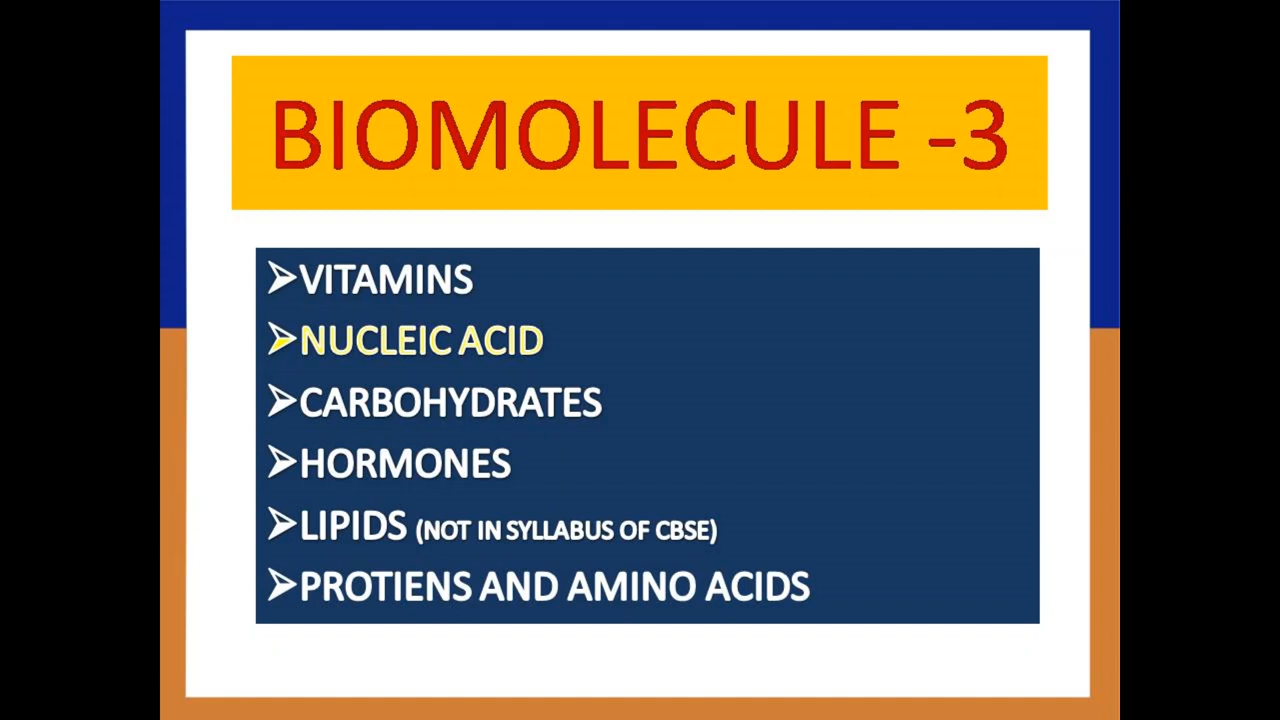 BIOMOLECULE -3
➢VITAMINS
➢NUCLEIC ACID
➢CARBOHYDRATES
➢HORMONES
➢LIPIDS (NOT IN SYLLABUS OF CBSE)
➢PROTIENS AND AMINO ACIDS